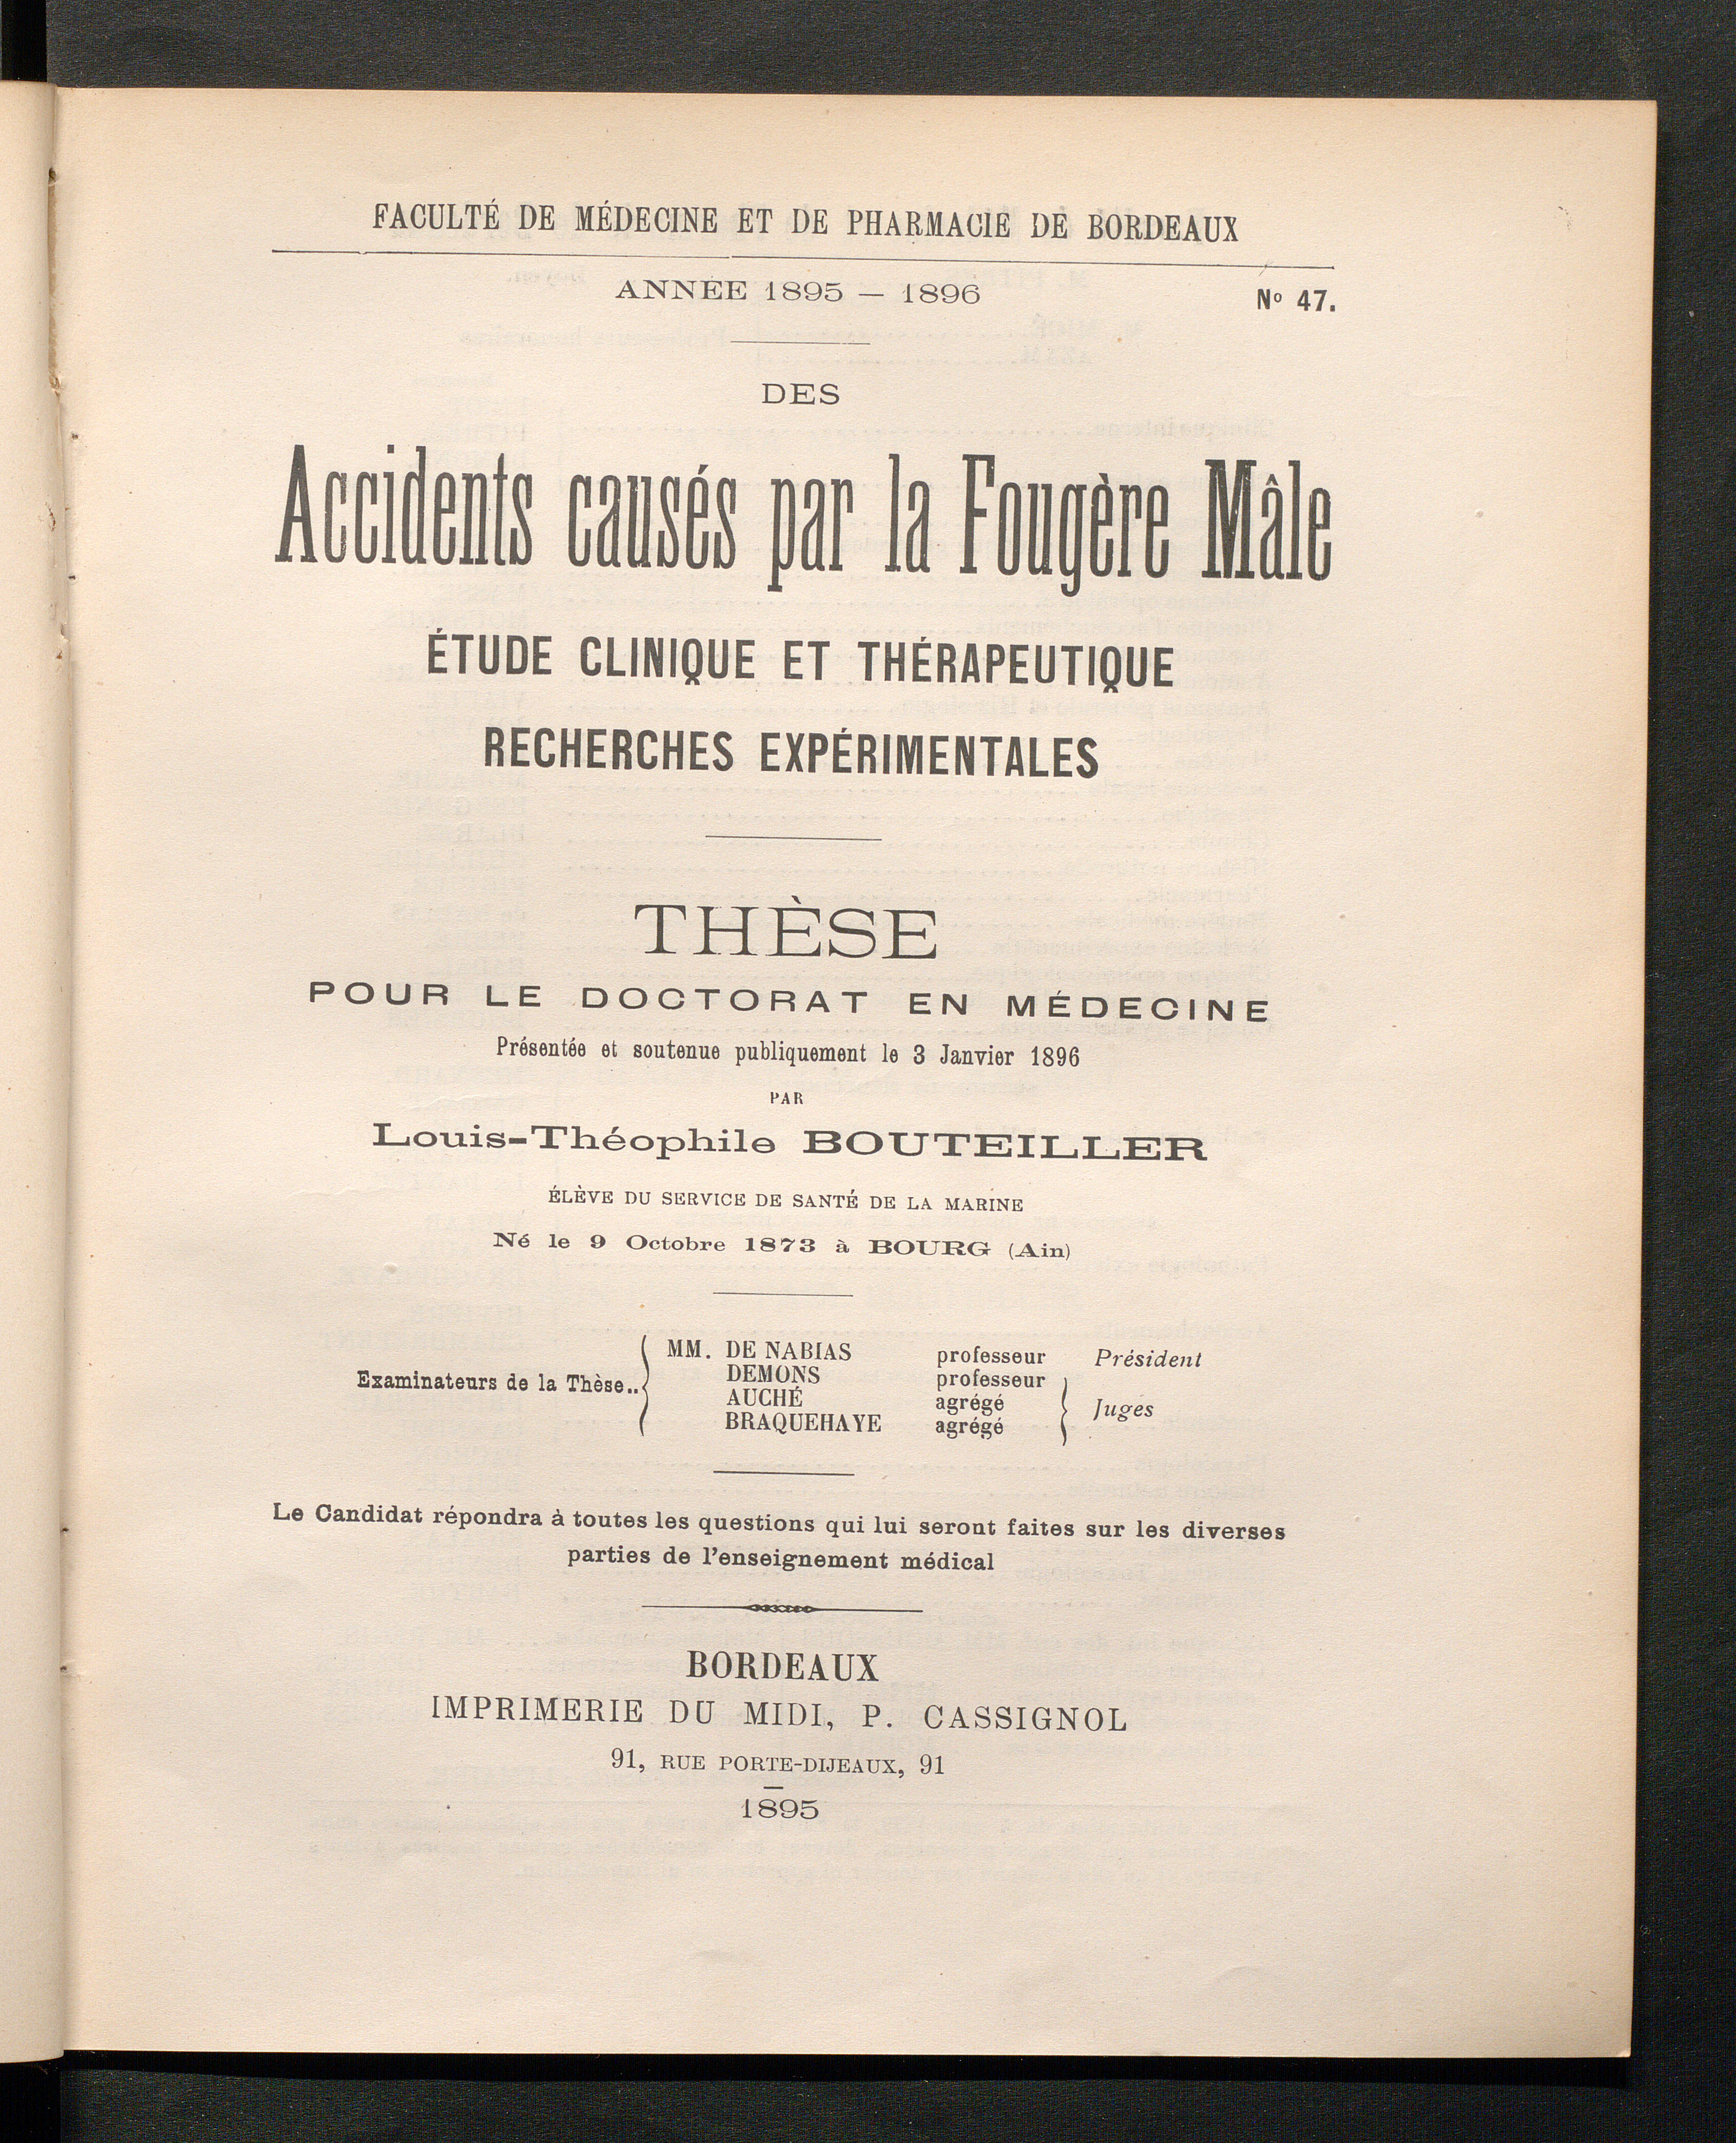 FACULTÉ DE MÉDECINE ET DE PHARMACIE DE BORDEAUX
ANNÉE 1895 — 1896 Nº 47.
DES
Accidents causés par la Fougère Mâle
ÉTUDE CLINIQUE ET THÉRAPEUTIQUE
RECHERCHES EXPÉRIMENTALES
THÈSE
POUR LE DOCTORAT EN MÉDECINE
Présentée et soutenue publiquement le 3 Janvier 1896
PAR
Louis-Théophile BOUTEILLER
ÉLÈVE DU SERVICE DE SANTÉ DE LA MARINE
Né le 9 Octobre 1873 à BOURG (Ain)
Examinateurs de la Thèse..
MM. DE NABIAS professeur Président
DEMONS professeur
AUCHÉ agrégé
BRAQUEHAYE agrégé
Juges
Le Candidat répondra à toutes les questions qui lui seront faites sur les diverses
parties de l'enseignement médical
BORDEAUX
IMPRIMERIE DU MIDI, P. CASSIGNOL
91, RUE PORTE-DIJEAUX, 91
1895